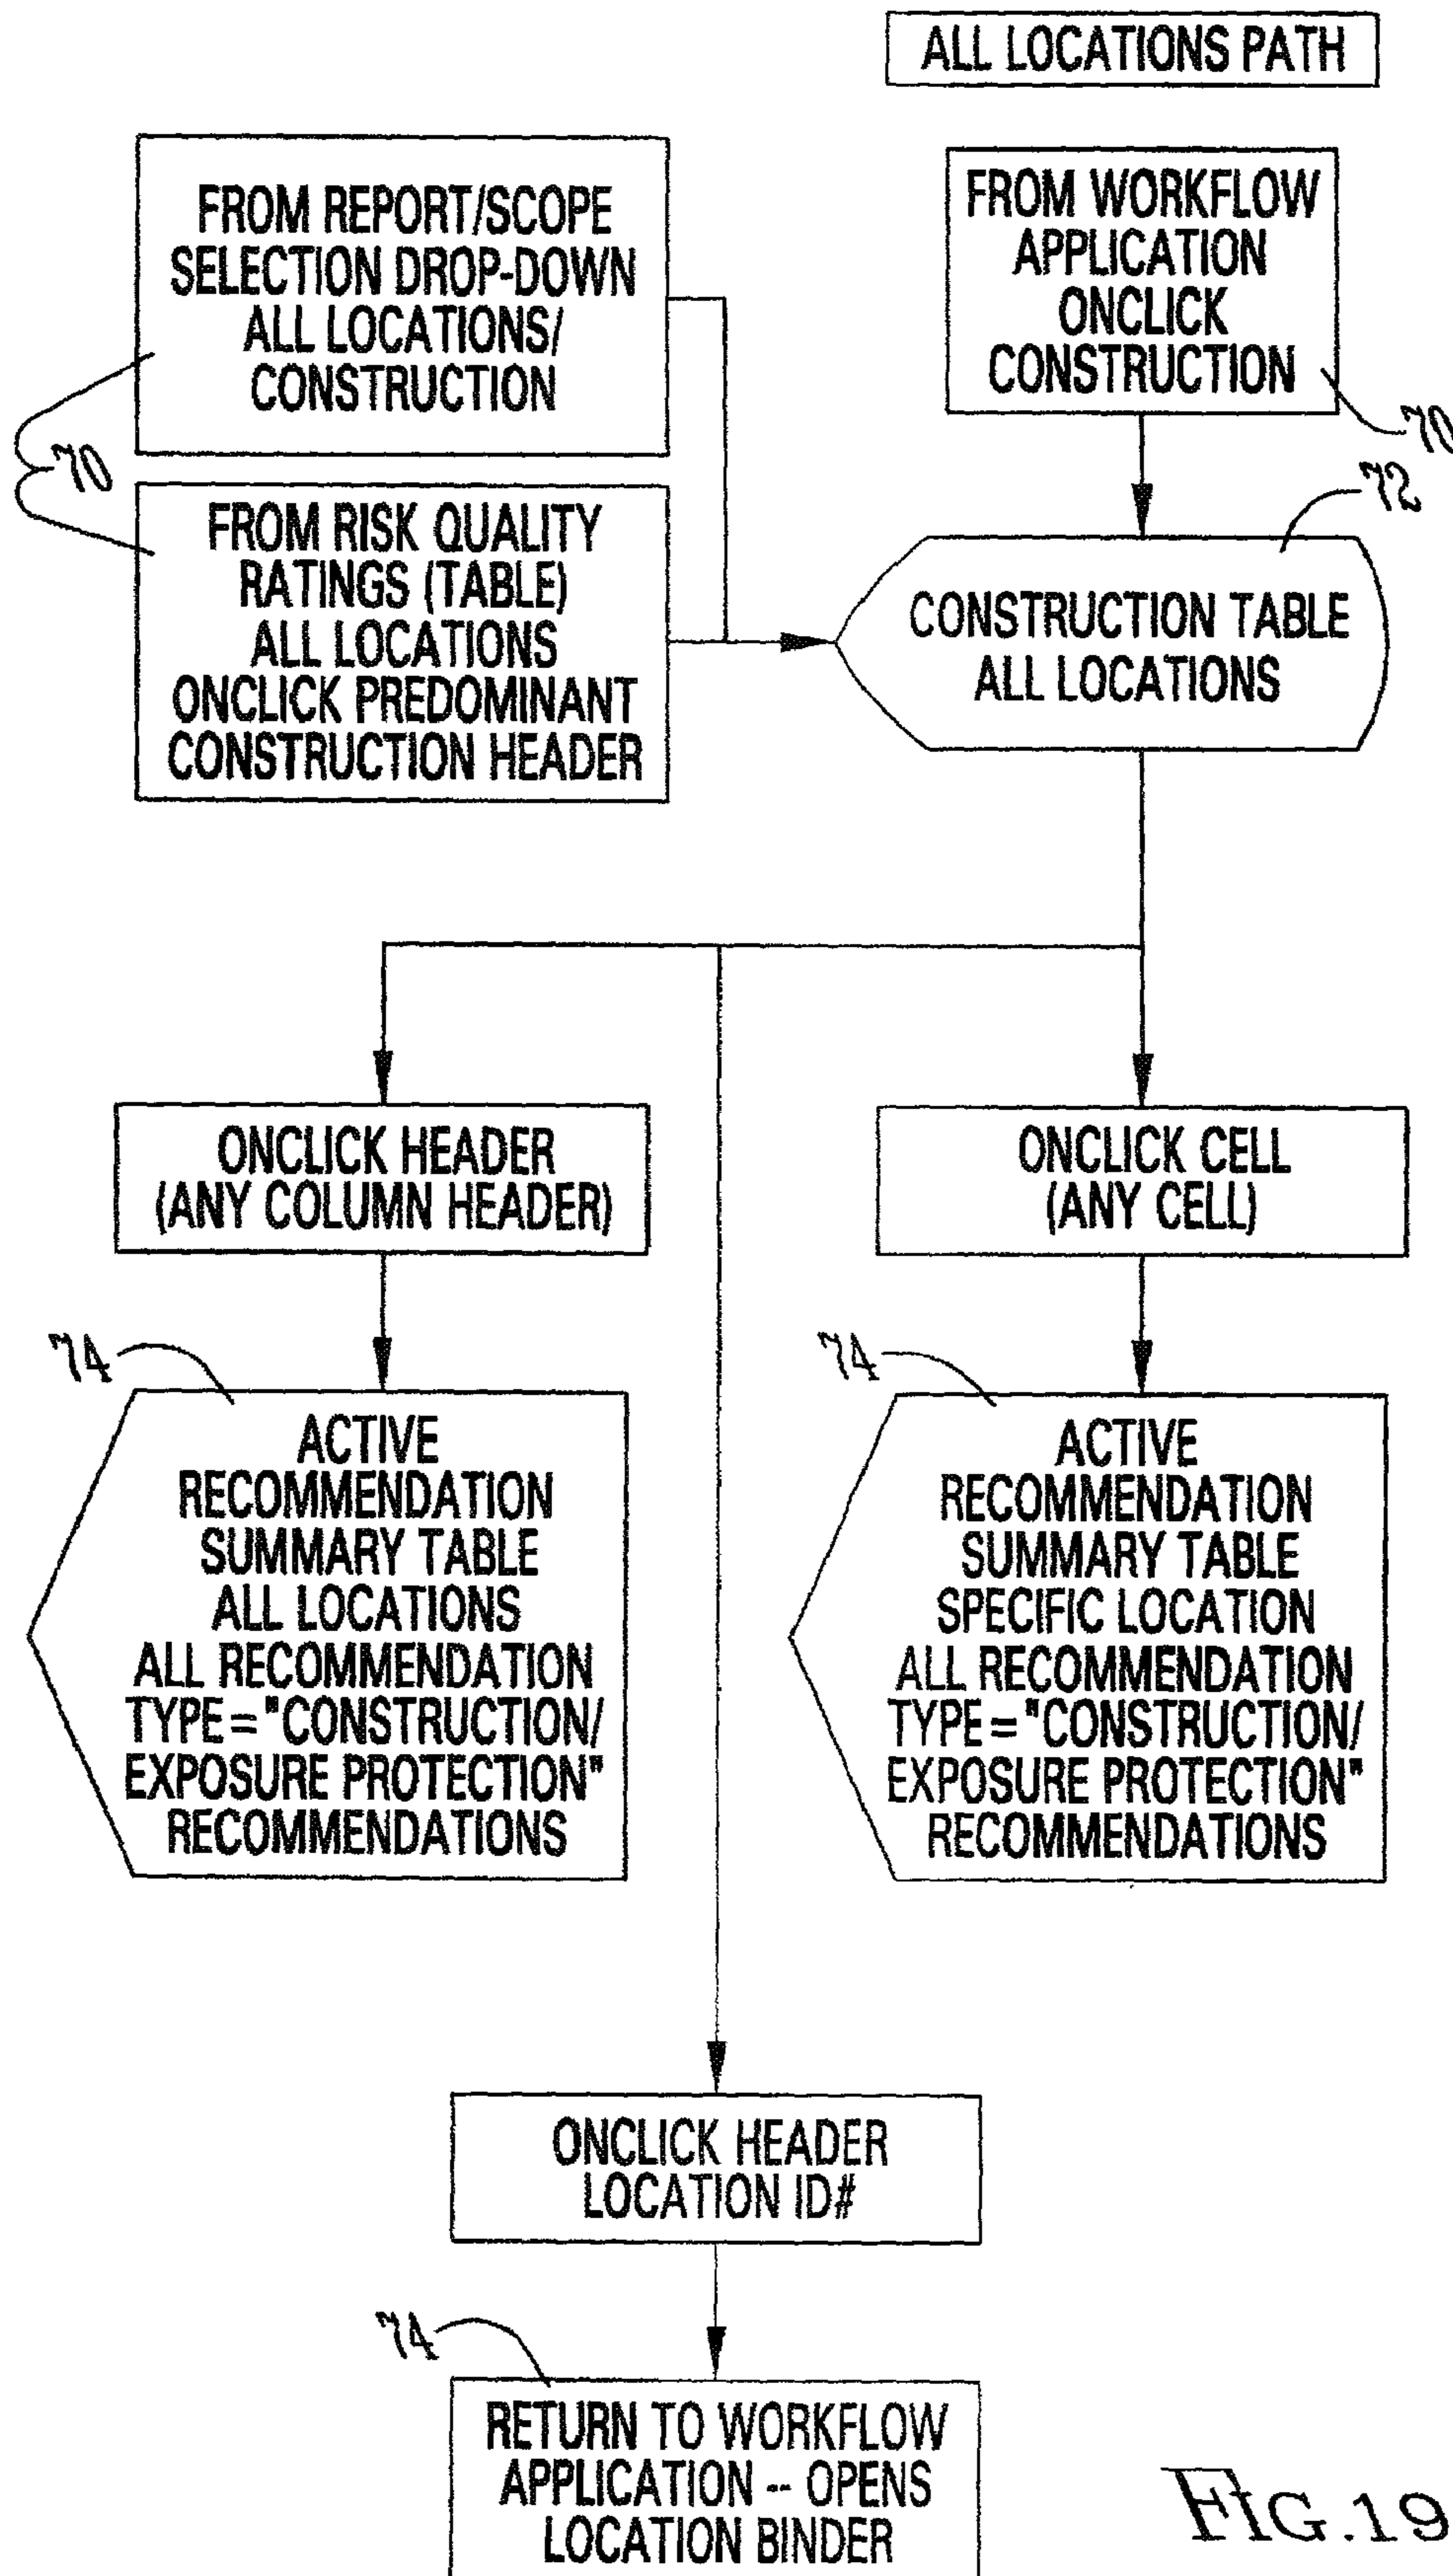 ALL LOCATIONS PATH
FROM REPORT/SCOPE
SELECTION DROP-DOWN
ALL LOCATIONS/
CONSTRUCTION
FROM WORKFLOW
APPLICATION
ONCLICK
CONSTRUCTION
70
70
72
FROM RISK QUALITY
RATINGS (TABLE)
ALL LOCATIONS
ONCLICK PREDOMINANT
CONSTRUCTION HEADER
CONSTRUCTION TABLE
ALL LOCATIONS
ONCLICK HEADER
(ANY COLUMN HEADER)
ONCLICK CELL
(ANY CELL)
74
ACTIVE
RECOMMENDATION
SUMMARY TABLE
ALL LOCATIONS
ALL RECOMMENDATION
TYPE="CONSTRUCTION/
EXPOSURE PROTECTION"
RECOMMENDATIONS
74
ACTIVE
RECOMMENDATION
SUMMARY TABLE
SPECIFIC LOCATION
ALL RECOMMENDATION
TYPE="CONSTRUCTION/
EXPOSURE PROTECTION"
RECOMMENDATIONS
ONCLICK HEADER
LOCATION ID#
74
RETURN TO WORKFLOW
APPLICATION -- OPENS
LOCATION BINDER
FIG.19